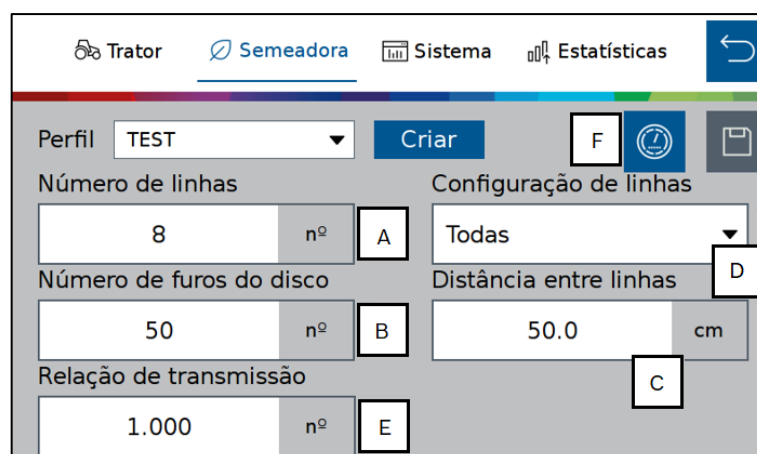 Trator Semeadora Sistema Estatísticas
Perfil TEST Criar F
Número de linhas Configuração de linhas
8 nº A Todas
D
Número de furos do disco Distância entre linhas
50 nº B 50.0 cm
C
Relação de transmissão
1.000 nº E